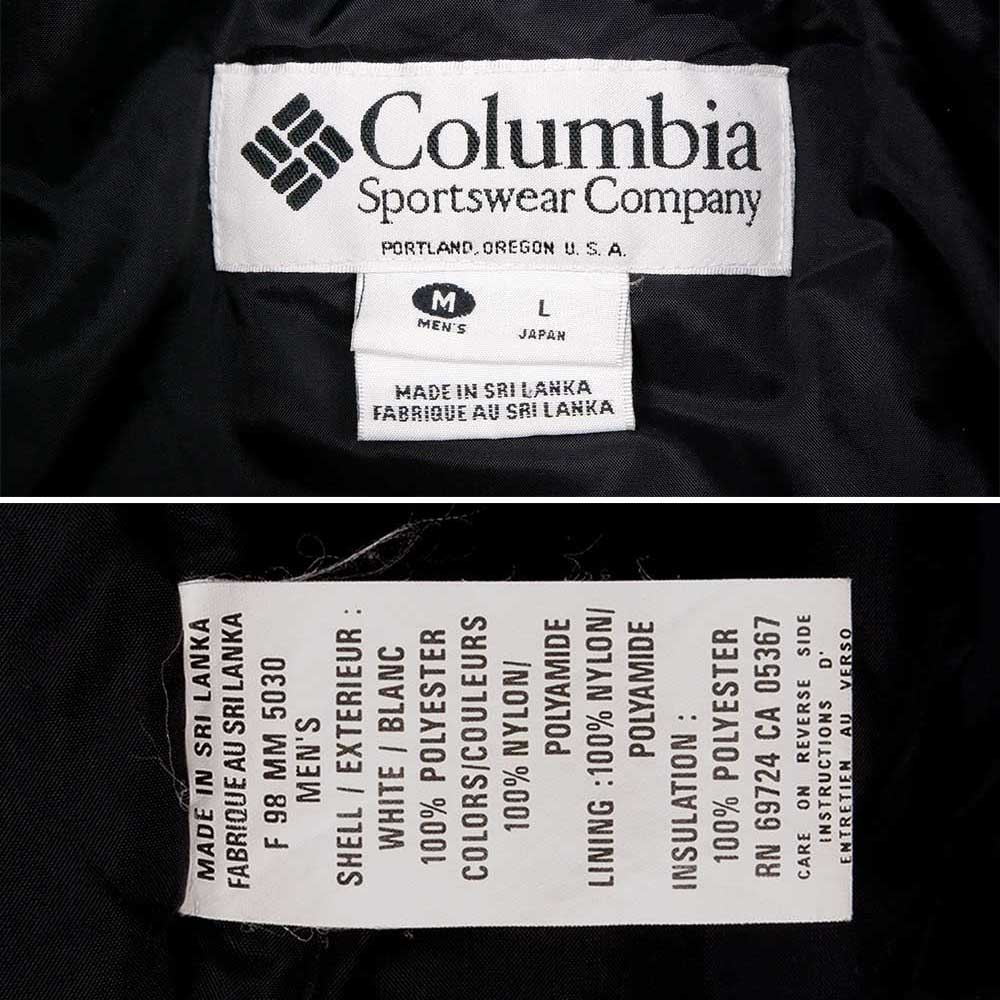 Columbia
Sportswear Company
PORTLAND, OREGON U. S. A.
M L
MEN'S JAPAN
MADE IN SRI LANKA
FABRIQUE AU SRI LANKA
MADE IN SRI LANKA
FABRIQUE AU SRI LANKA
F 98 MM 5030
MEN'S
SHELL / EXTERIEUR :
WHITE / BLANC
100% POLYESTER
COLORS/COULEURS
100% NYLON/
POLYAMIDE
LINING :100% NYLON/
POLYAMIDE
INSULATION :
100% POLYESTER
RN 69724 CA 05367
CARE ON REVERSE SIDE
INSTRUCTIONS D'
ENTRETIEN AU VERSO